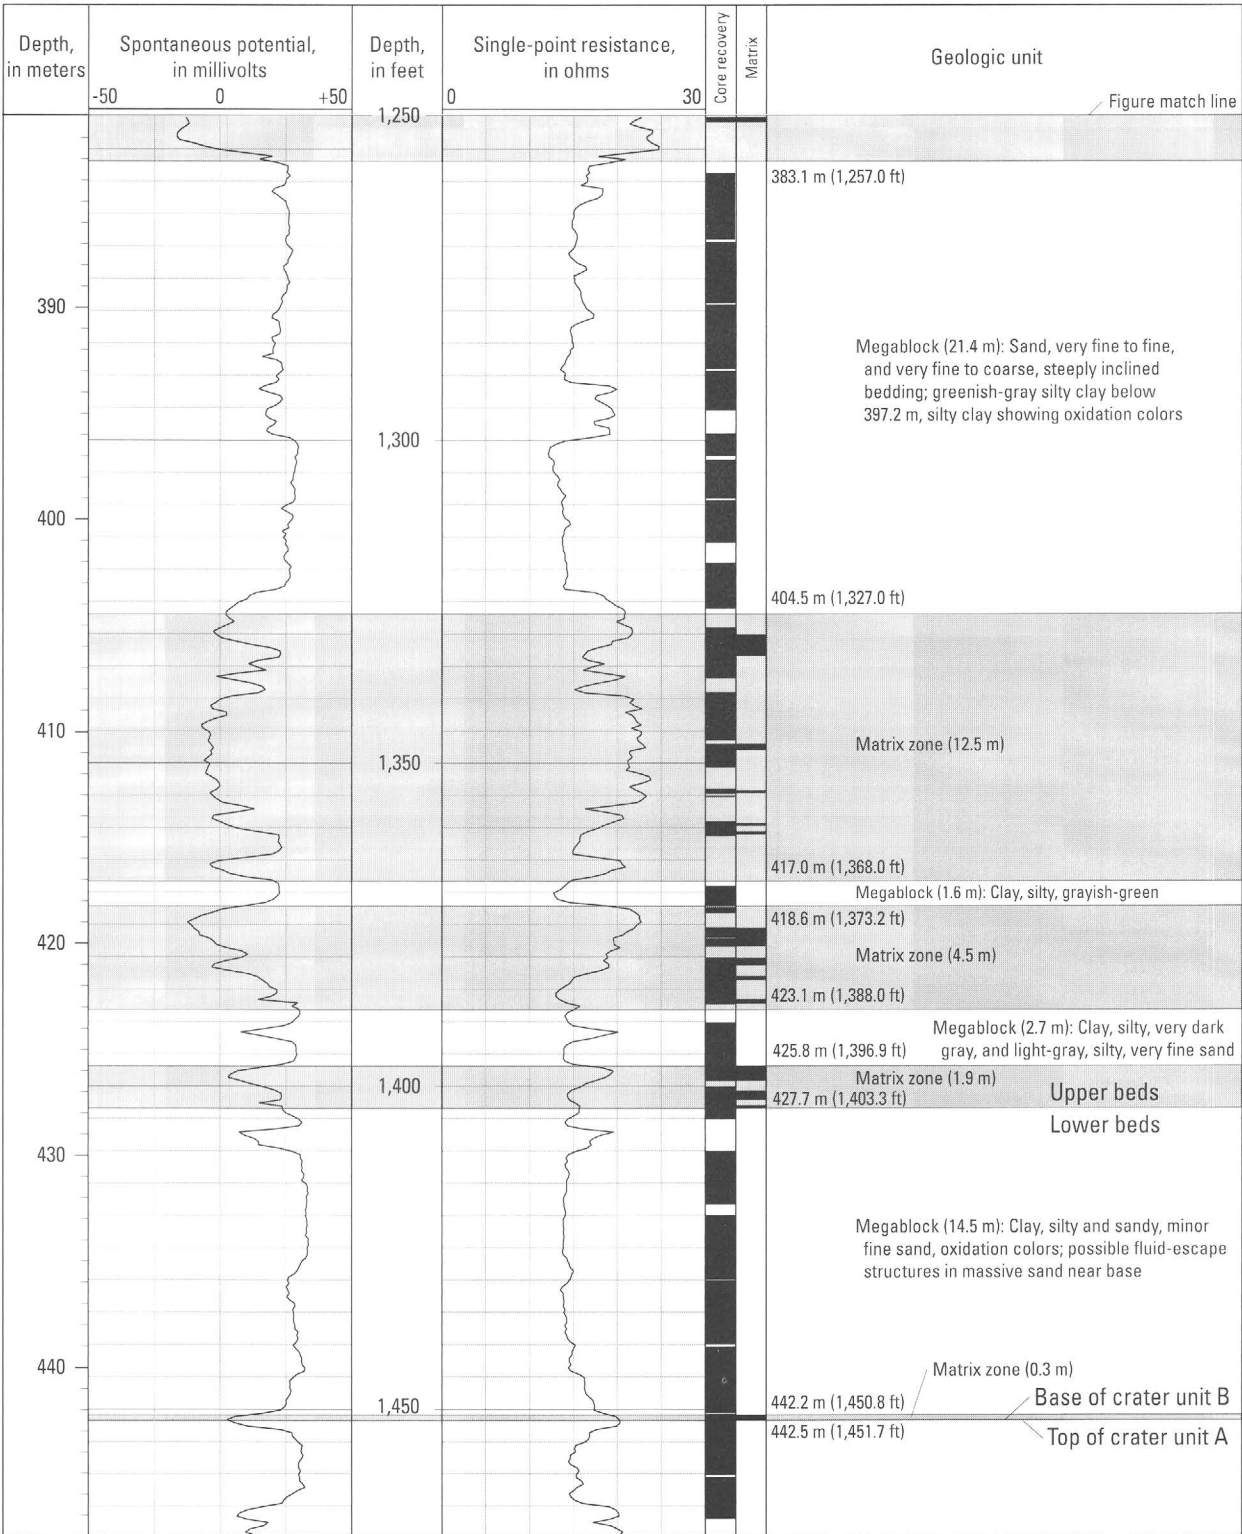 Depth,
in meters
Spontaneous potential,
in millivolts
-50 0 +50
Depth,
in feet
Single-point resistance,
in ohms
0 30
Core recovery
Matrix
Geologic unit
1,250
Figure match line
383.1 m (1,257.0 ft)
390
Megablock (21.4 m): Sand, very fine to fine,
and very fine to coarse, steeply inclined
bedding; greenish-gray silty clay below
397.2 m, silty clay showing oxidation colors
1,300
400
404.5 m (1,327.0 ft)
410
Matrix zone (12.5 m)
1,350
417.0 m (1,368.0 ft)
Megablock (1.6 m): Clay, silty, grayish-green
418.6 m (1,373.2 ft)
420
Matrix zone (4.5 m)
423.1 m (1,388.0 ft)
Megablock (2.7 m): Clay, silty, very dark
gray, and light-gray, silty, very fine sand
425.8 m (1,396.9 ft)
Matrix zone (1.9 m)
1,400
427.7 m (1,403.3 ft)
Upper beds
Lower beds
430
Megablock (14.5 m): Clay, silty and sandy, minor
fine sand, oxidation colors; possible fluid-escape
structures in massive sand near base
440
Matrix zone (0.3 m)
442.2 m (1,450.8 ft)
Base of crater unit B
1,450
442.5 m (1,451.7 ft)
Top of crater unit A